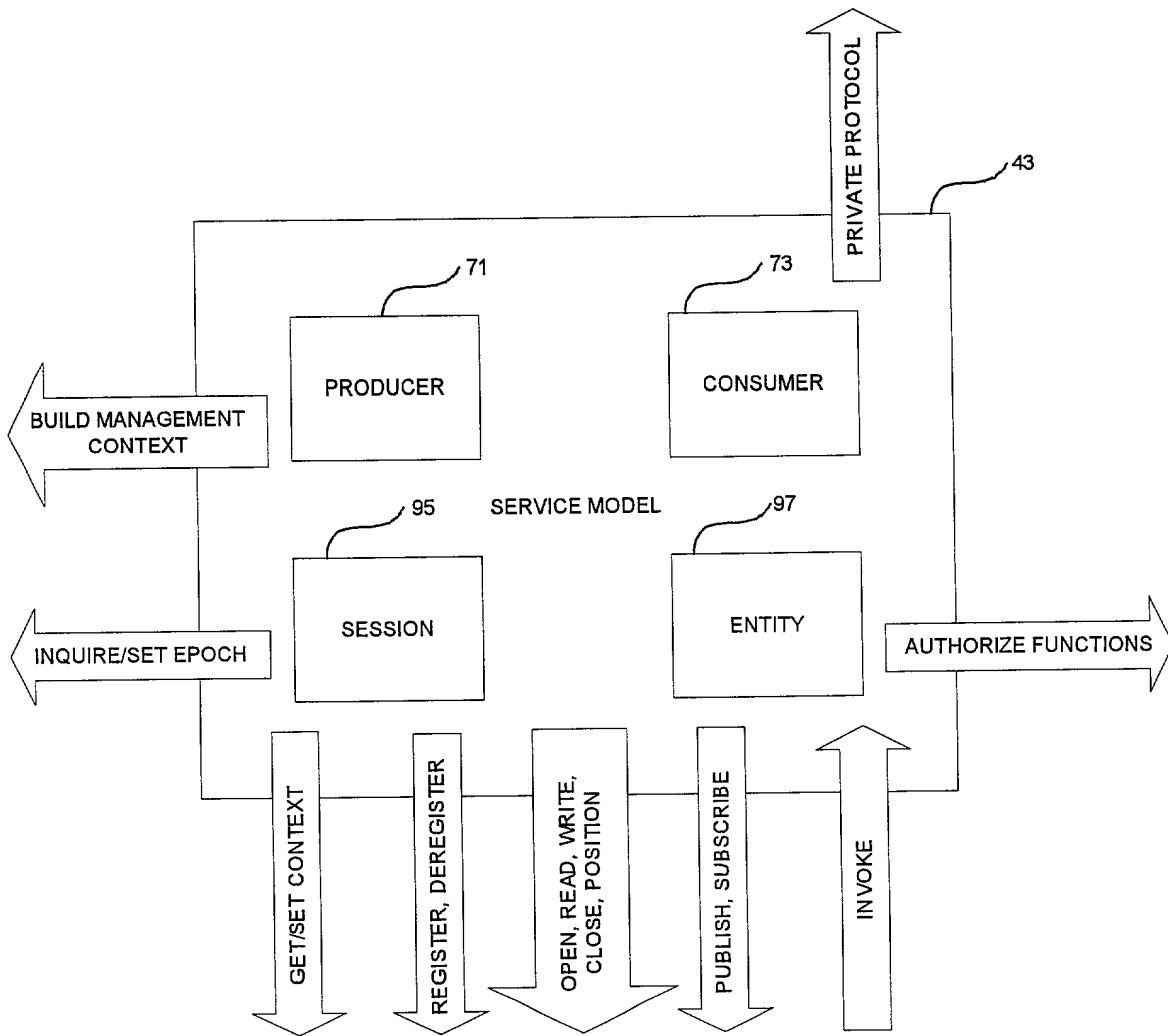 PRIVATE PROTOCOL
43
71
73
PRODUCER
CONSUMER
BUILD MANAGEMENT
CONTEXT
95
SERVICE MODEL
97
SESSION
ENTITY
INQUIRE/SET EPOCH
AUTHORIZE FUNCTIONS
GET/SET CONTEXT
REGISTER, DEREGISTER
OPEN, READ, WRITE,
CLOSE, POSITION
PUBLISH, SUBSCRIBE
INVOKE